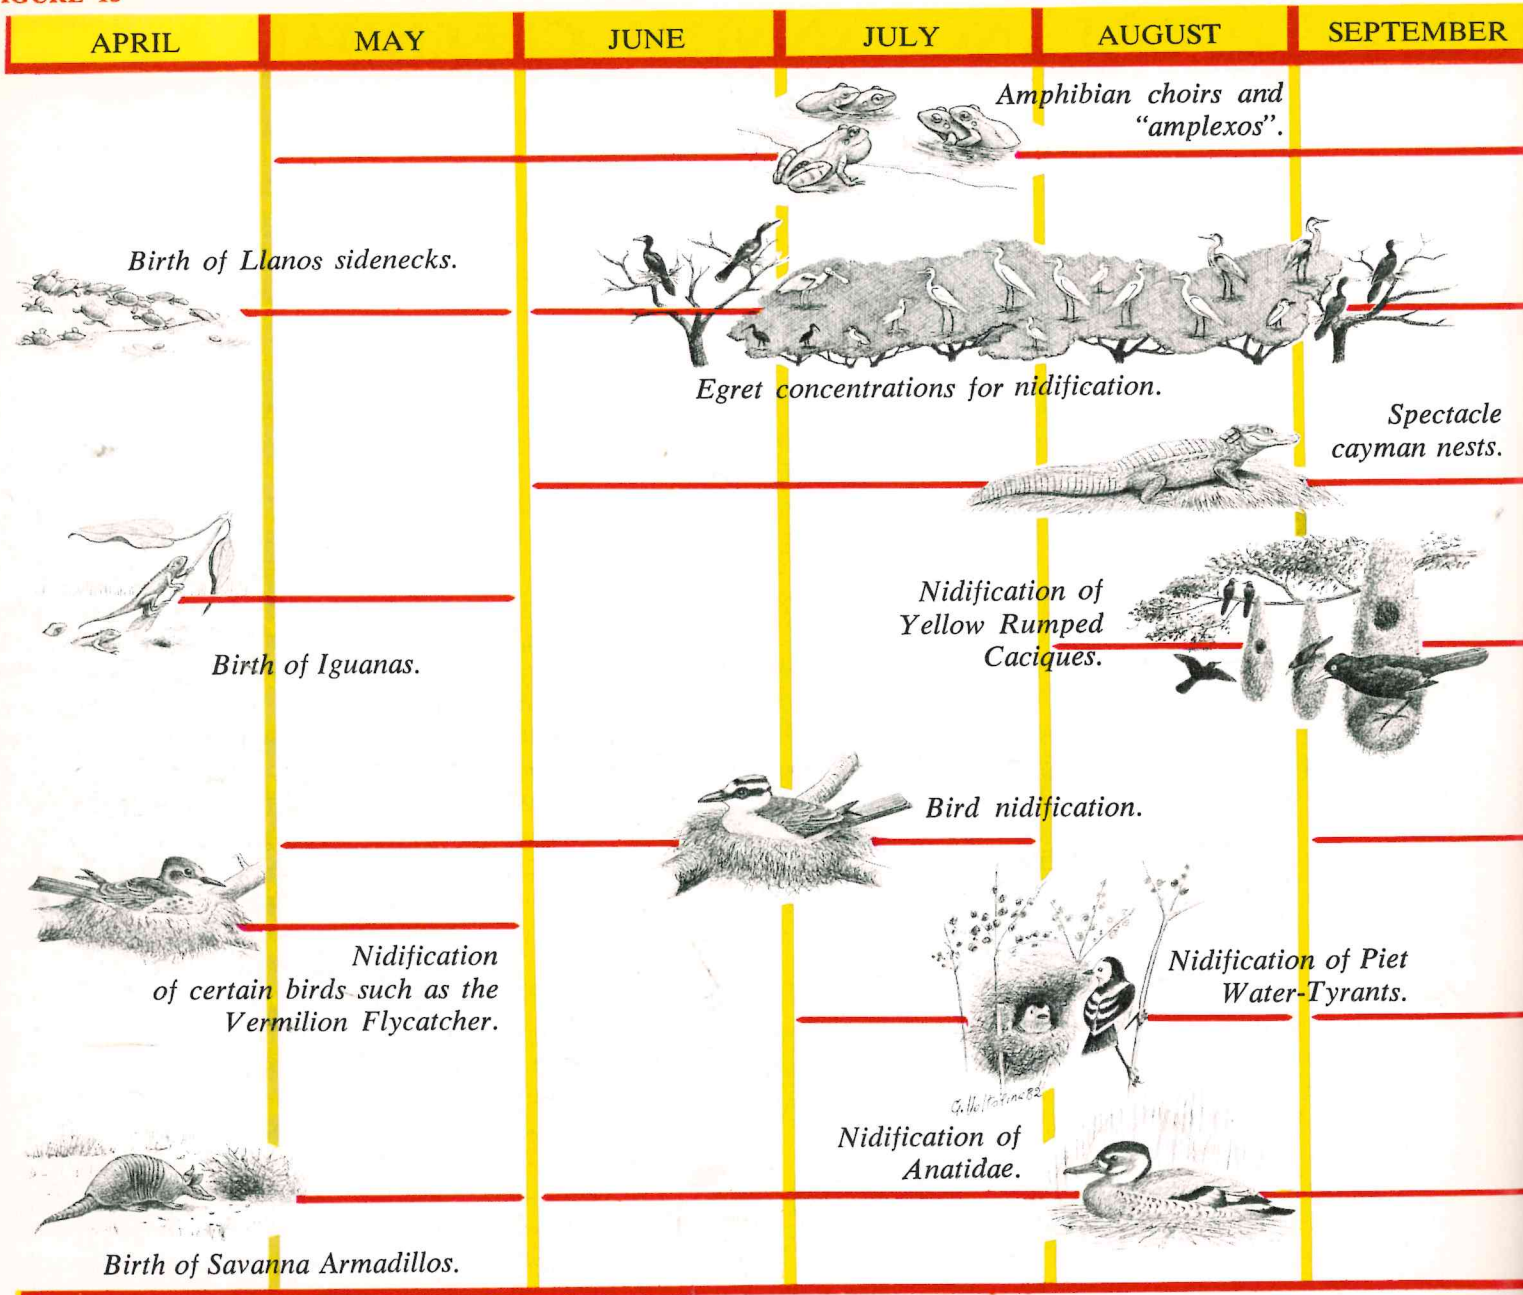 APRIL
MAY
JUNE
JULY
AUGUST
SEPTEMBER
Amphibian choirs and
“amplexos”.
Birth of Llanos sidenecks.
Egret concentrations for nidification.
Spectacle
cayman nests.
Nidification of
Yellow Rumped
Caciques.
Birth of Iguanas.
Bird nidification.
Nidification
of certain birds such as the
Vermilion Flycatcher.
Nidification of Piet
Water-Tyrants.
Nidification of
Anatidae.
Birth of Savanna Armadillos.